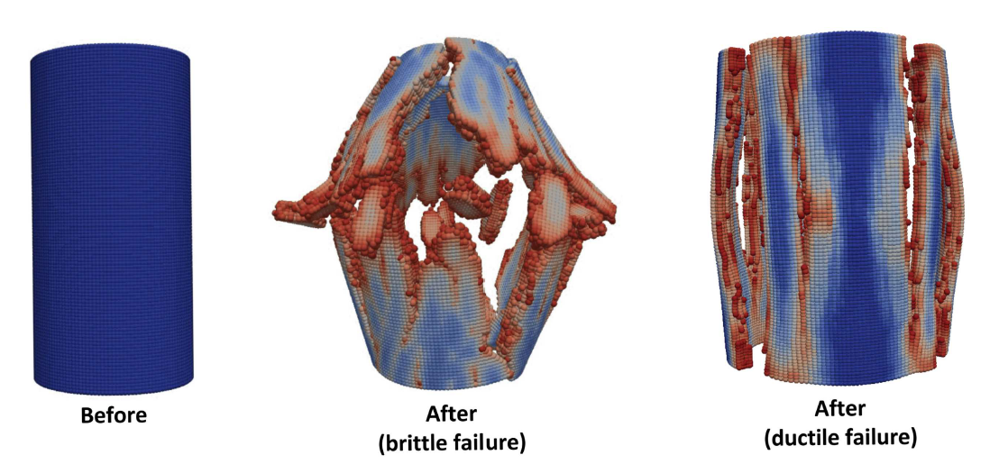 Before
After
(brittle failure)
After
(ductile failure)